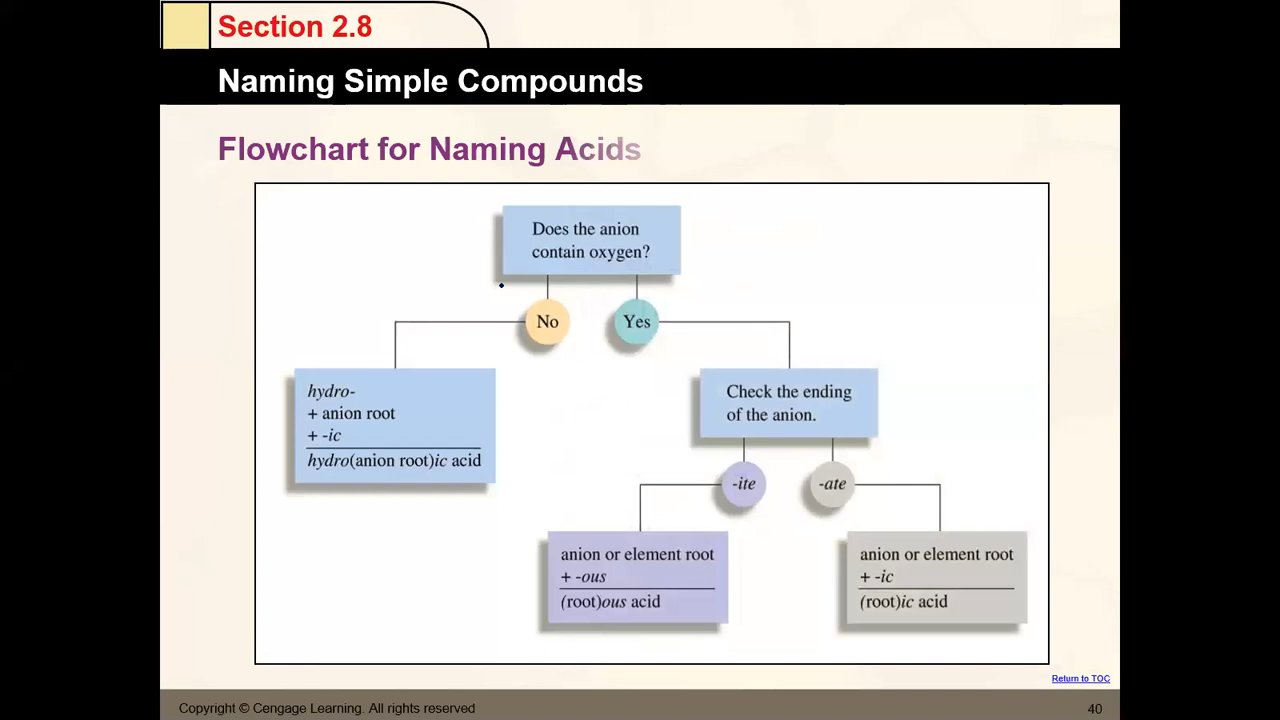 Section 2.8
Naming Simple Compounds
Flowchart for Naming Acids
Does the anion
contain oxygen?
No
Yes
hydro-
+ anion root
+ -ic
hydro(anion root)ic acid
Check the ending
of the anion.
-ite
-ate
anion or element root
+ -ous
(root)ous acid
anion or element root
+ -ic
(root)ic acid
Return to TOC
Copyright © Cengage Learning. All rights reserved
40